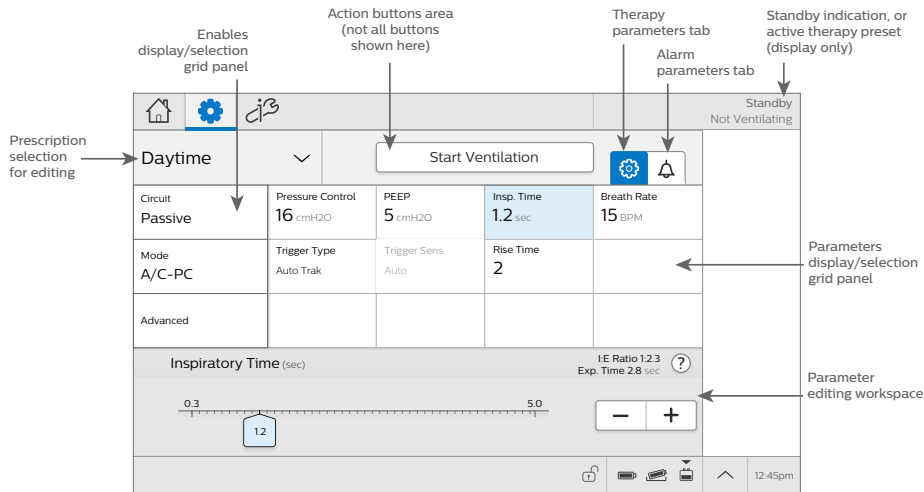 Enables
display/selection
grid panel
Action buttons area
(not all buttons
shown here)
Therapy
parameters tab
Alarm
parameters tab
Standby indication, or
active therapy preset
(display only)
Prescription
selection
for editing
Standby
Not Ventilating
Daytime
Start Ventilation
Circuit
Passive
Pressure Control
16 cmH2O
PEEP
5 cmH2O
Insp. Time
1.2 sec
Breath Rate
15 BPM
Mode
A/C-PC
Trigger Type
Auto Trak
Trigger Sens.
Auto
Rise Time
2
Advanced
Parameters
display/selection
grid panel
Inspiratory Time (sec)
I:E Ratio 1:2.3
Exp. Time 2.8 sec
?
0.3
5.0
1.2
− +
Parameter
editing workspace
12:45pm